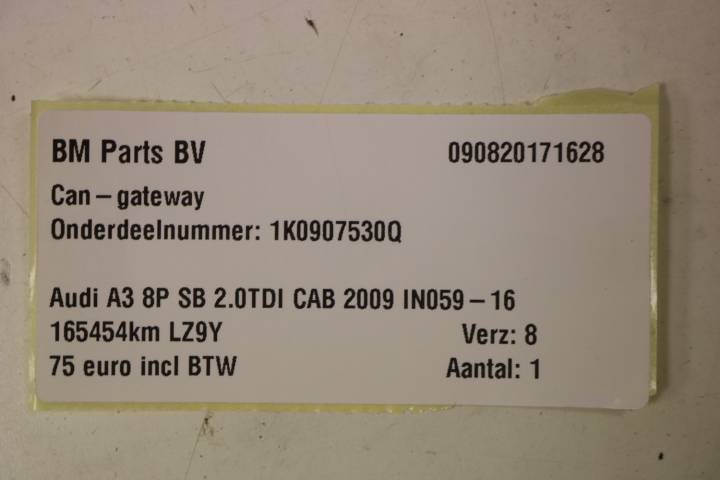 BM Parts BV 090820171628
Can - gateway
Onderdeelnummer: 1K0907530Q
Audi A3 8P SB 2.0TDI CAB 2009 IN059 - 16
165454km LZ9Y Verz: 8
75 euro incl BTW Aantal: 1